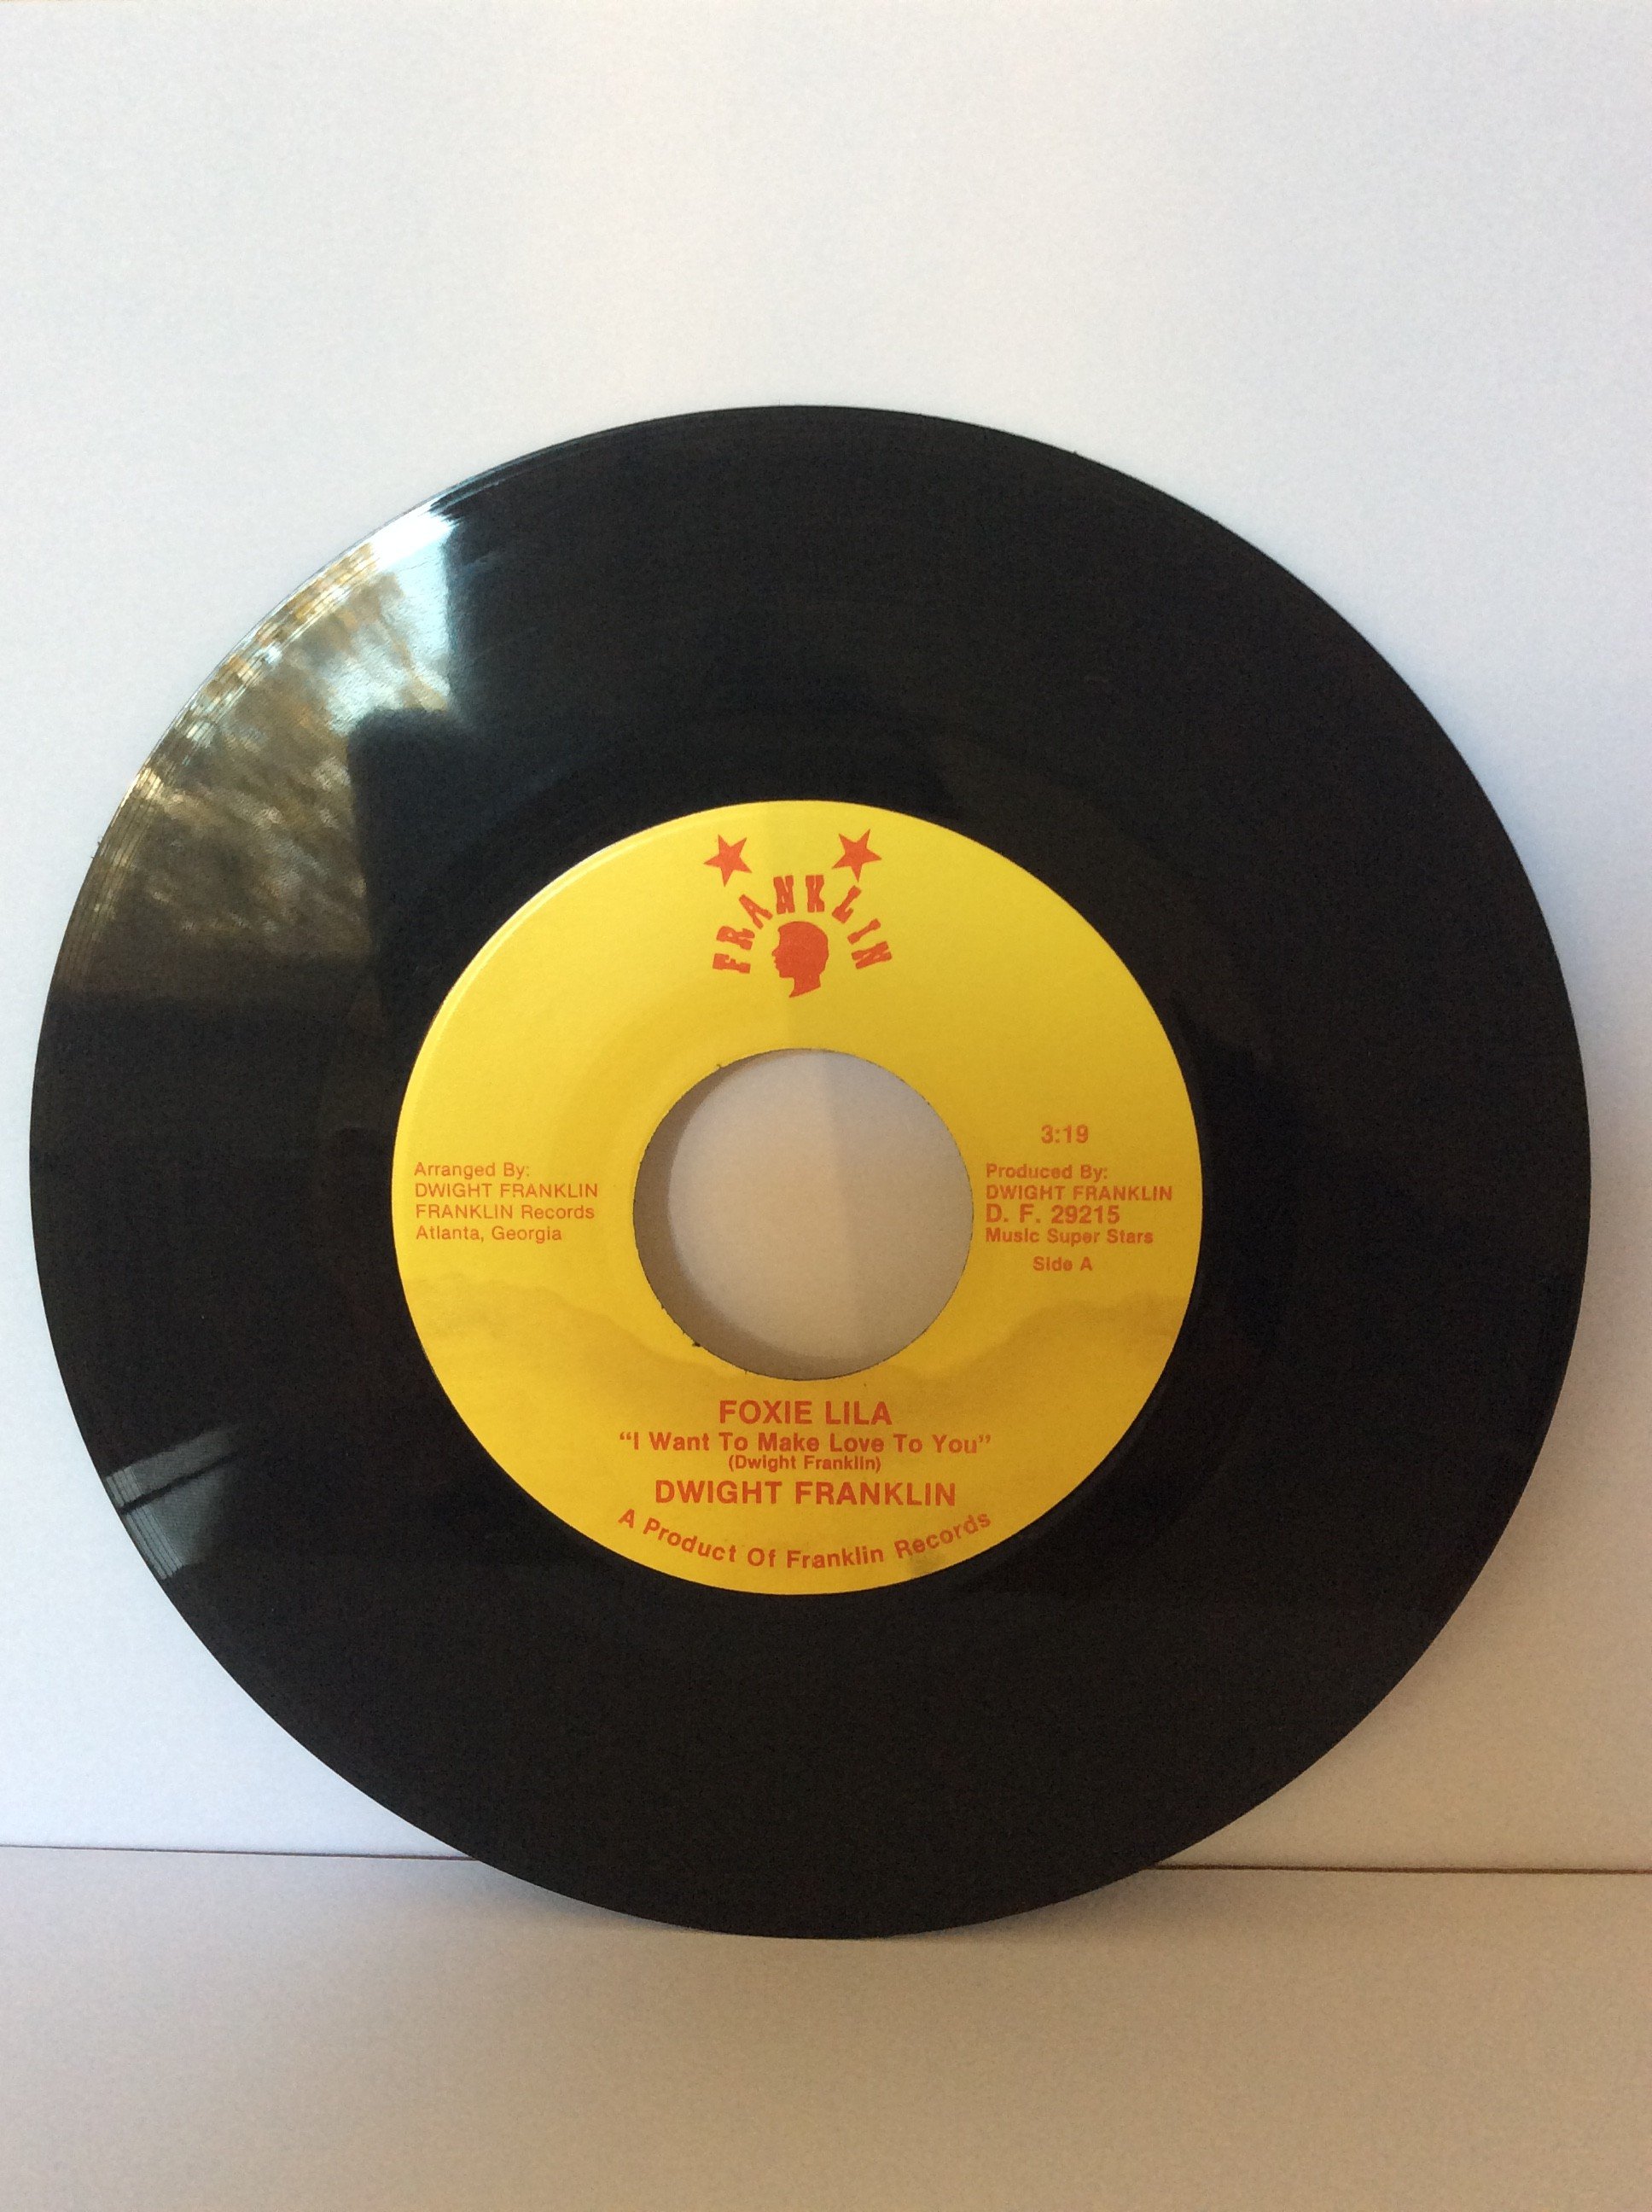 FRANKLIN
Arranged By:
DWIGHT FRANKLIN
FRANKLIN Records
Atlanta, Georgia
3:19
Produced By:
DWIGHT FRANKLIN
D. F. 29215
Music Super Stars
Side A
FOXIE LILA
“I Want To Make Love To You”
(Dwight Franklin)
DWIGHT FRANKLIN
A Product Of Franklin Records